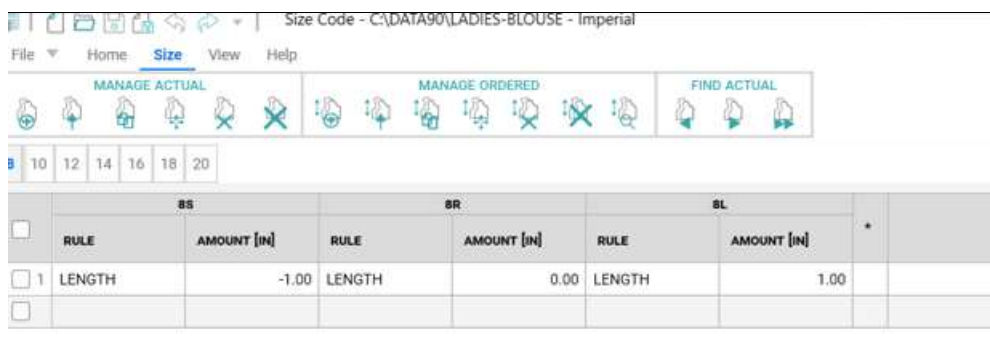 Size Code - C:\DATA90\LADIES-BLOUSE - Imperial
File Home Size View Help
MANAGE ACTUAL MANAGE ORDERED FIND ACTUAL
8 10 12 14 16 18 20
8S 8R 8L
RULE AMOUNT [IN] RULE AMOUNT [IN] RULE AMOUNT [IN] *
1 LENGTH -1.00 LENGTH 0.00 LENGTH 1.00